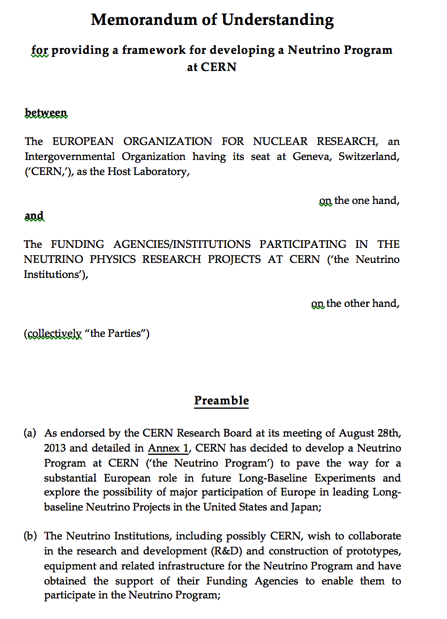 Memorandum of Understanding
for providing a framework for developing a Neutrino Program
at CERN
between
The EUROPEAN ORGANIZATION FOR NUCLEAR RESEARCH, an
Intergovernmental Organization having its seat at Geneva, Switzerland,
('CERN,'), as the Host Laboratory,
on the one hand,
and
The FUNDING AGENCIES/INSTITUTIONS PARTICIPATING IN THE
NEUTRINO PHYSICS RESEARCH PROJECTS AT CERN ('the Neutrino
Institutions'),
on the other hand,
(collectively "the Parties")
Preamble
(a) As endorsed by the CERN Research Board at its meeting of August 28th,
2013 and detailed in Annex 1, CERN has decided to develop a Neutrino
Program at CERN ('the Neutrino Program') to pave the way for a
substantial European role in future Long-Baseline Experiments and
explore the possibility of major participation of Europe in leading Long-
baseline Neutrino Projects in the United States and Japan;
(b) The Neutrino Institutions, including possibly CERN, wish to collaborate
in the research and development (R&D) and construction of prototypes,
equipment and related infrastructure for the Neutrino Program and have
obtained the support of their Funding Agencies to enable them to
participate in the Neutrino Program;